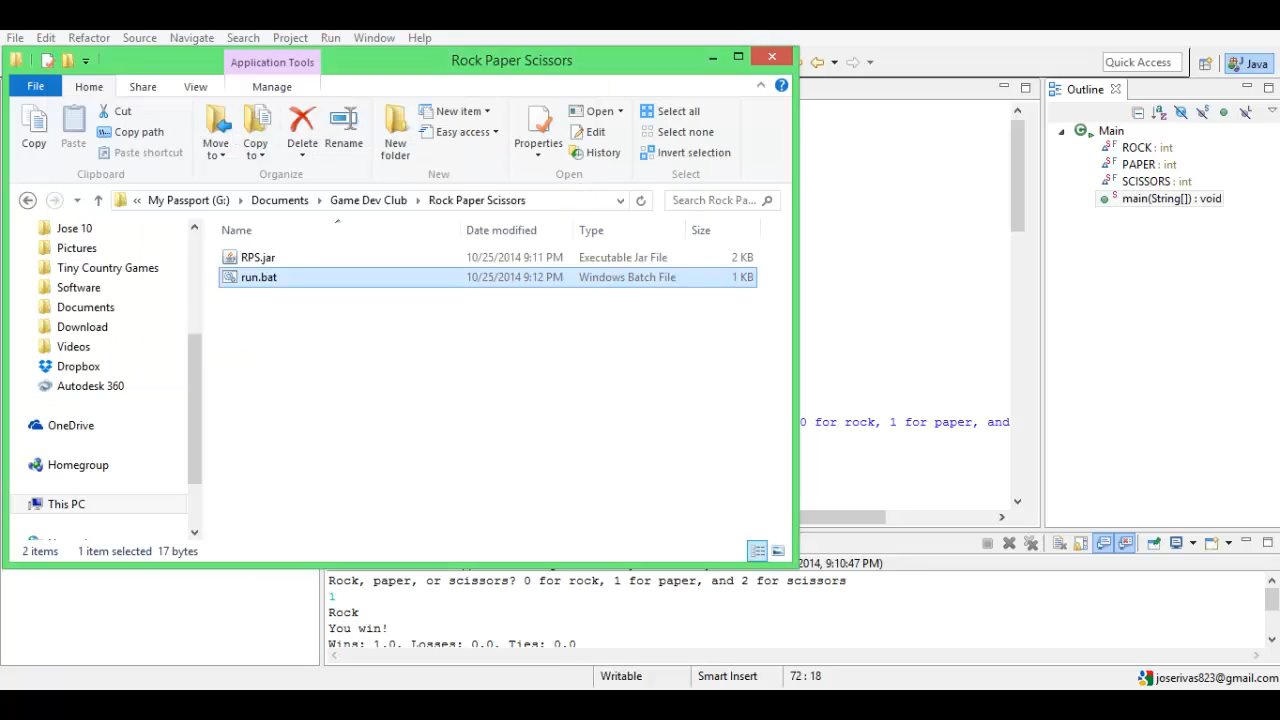 File Edit Refactor Source Navigate Search Project Run Window Help
Application Tools Rock Paper Scissors
Quick Access Java
File Home Share View Manage
Outline
Copy
Paste
Cut
Copy path
Paste shortcut
Clipboard
Move to
Copy to
Delete
Rename
Organize
New folder
New item
Easy access
New
Properties
Open
Edit
History
Open
Select all
Select none
Invert selection
Select
Main
ROCK : int
PAPER : int
SCISSORS : int
main(String[]) : void
My Passport (G:) Documents Game Dev Club Rock Paper Scissors
Search Rock Pa...
Jose 10
Pictures
Tiny Country Games
Software
Documents
Download
Videos
Dropbox
Autodesk 360
OneDrive
Homegroup
This PC
Name Date modified Type Size
RPS.jar 10/25/2014 9:11 PM Executable Jar File 2 KB
run.bat 10/25/2014 9:12 PM Windows Batch File 1 KB
0 for rock, 1 for paper, and
2 items 1 item selected 17 bytes
2014, 9:10:47 PM)
Rock, paper, or scissors? 0 for rock, 1 for paper, and 2 for scissors
1
Rock
You win!
Wins: 1.0, Losses: 0.0, Ties: 0.0
Writable Smart Insert 72 : 18 joserivas823@gmail.com